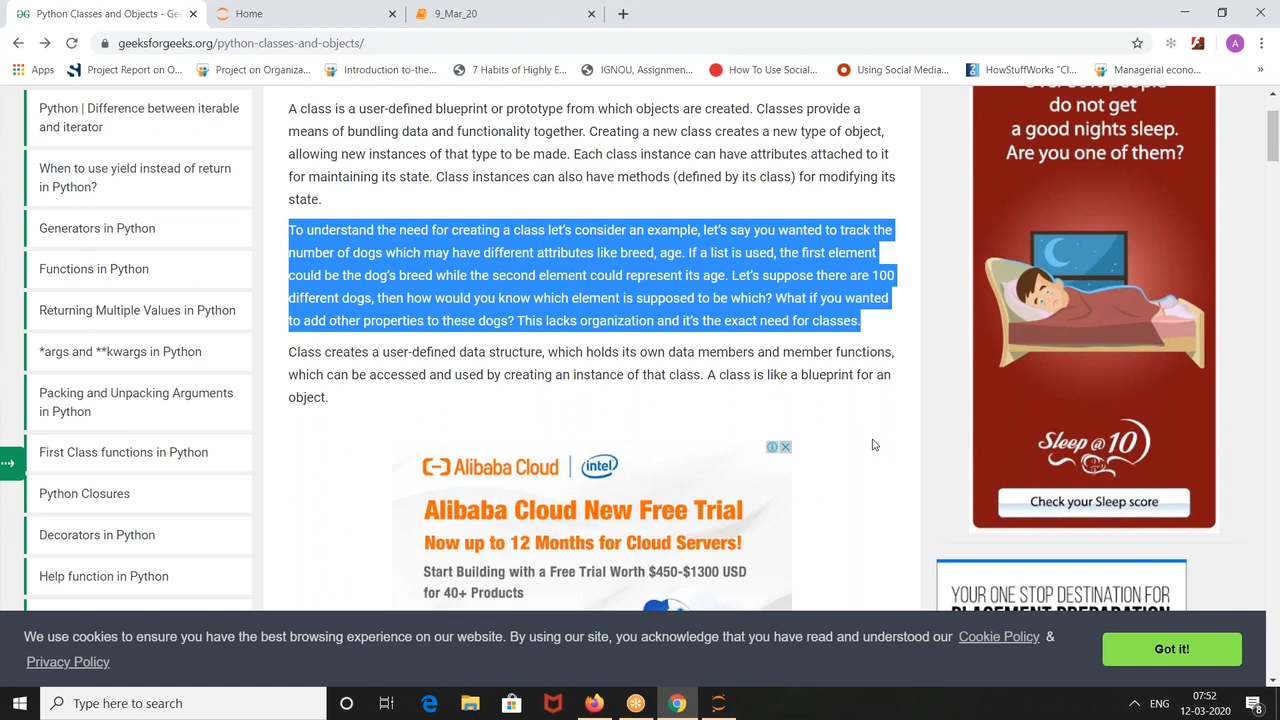 Python Classes and Objects - Gee
Home
9_Mar_20
geeksforgeeks.org/python-classes-and-objects/
A
Apps
Project Report on O...
Project on Organiza...
Introduction to-the...
7 Habits of Highly E...
IGNOU, Assignmen...
How To Use Social...
Using Social Media...
HowStuffWorks "Cl...
Managerial econo...
»
Python | Difference between iterable
and iterator
When to use yield instead of return
in Python?
Generators in Python
Functions in Python
Returning Multiple Values in Python
*args and **kwargs in Python
Packing and Unpacking Arguments
in Python
First Class functions in Python
Python Closures
Decorators in Python
Help function in Python
A class is a user-defined blueprint or prototype from which objects are created. Classes provide a
means of bundling data and functionality together. Creating a new class creates a new type of object,
allowing new instances of that type to be made. Each class instance can have attributes attached to it
for maintaining its state. Class instances can also have methods (defined by its class) for modifying its
state.
To understand the need for creating a class let's consider an example, let's say you wanted to track the
number of dogs which may have different attributes like breed, age. If a list is used, the first element
could be the dog's breed while the second element could represent its age. Let's suppose there are 100
different dogs, then how would you know which element is supposed to be which? What if you wanted
to add other properties to these dogs? This lacks organization and it's the exact need for classes.
Class creates a user-defined data structure, which holds its own data members and member functions,
which can be accessed and used by creating an instance of that class. A class is like a blueprint for an
object.
Alibaba Cloud | intel
Alibaba Cloud New Free Trial
Now up to 12 Months for Cloud Servers!
Start Building with a Free Trial Worth $450-$1300 USD
for 40+ Products
do not get
a good nights sleep.
Are you one of them?
Sleep@10
Check your Sleep score
YOUR ONE STOP DESTINATION FOR
PLACEMENT PREPARATION
We use cookies to ensure you have the best browsing experience on our website. By using our site, you acknowledge that you have read and understood our Cookie Policy &
Privacy Policy
Got it!
Type here to search
ENG
07:52
12-03-2020
8